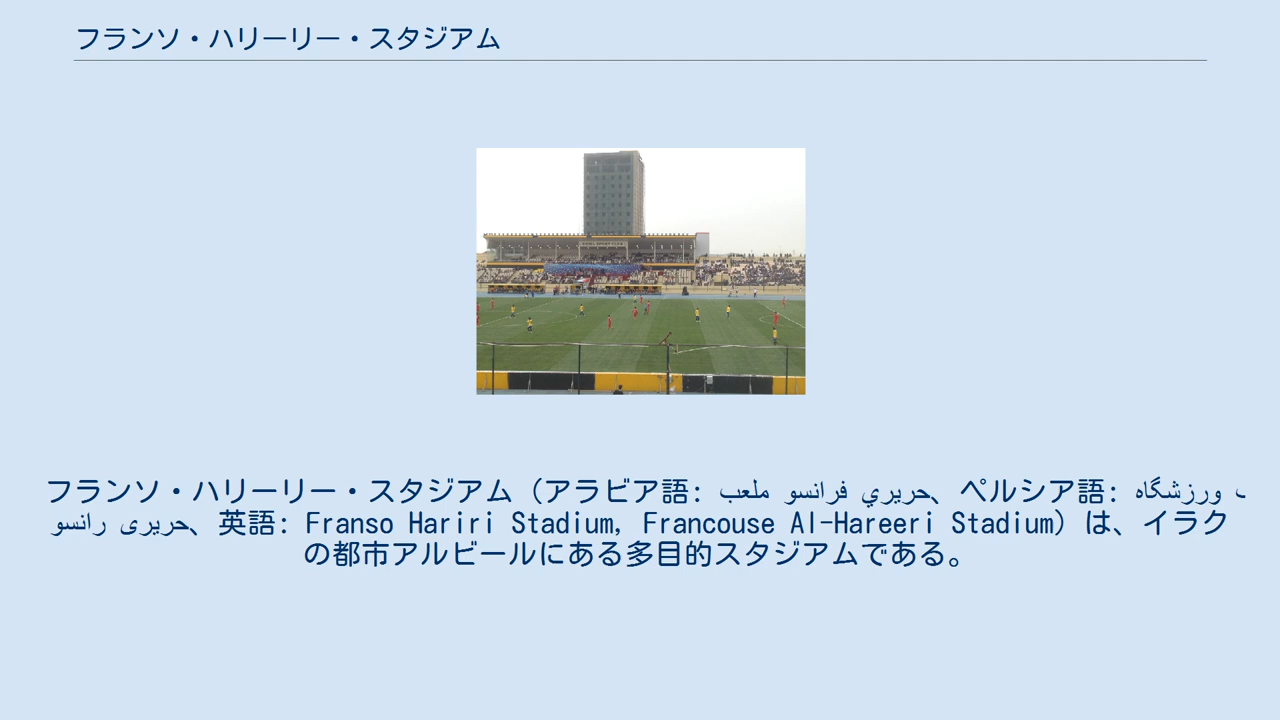 フランソ・ハリーリー・スタジアム
ERBIL SPORT CLUB
フランソ・ハリーリー・スタジアム（アラビア語: ملعب فرانسو حريري、ペルシア語: ورزشگاه
رانسو حریری、英語: Franso Hariri Stadium, Francouse Al-Hareeri Stadium）は、イラク
の都市アルビールにある多目的スタジアムである。